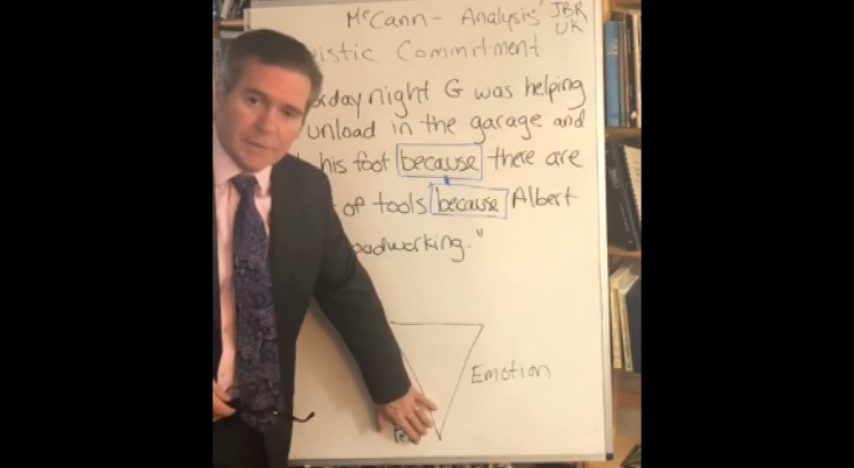 McCann - Analysis JBR,
UK
Commitment
night G was helping
unload in the garage and
his foot because there are
of tools because Albert
Emotion